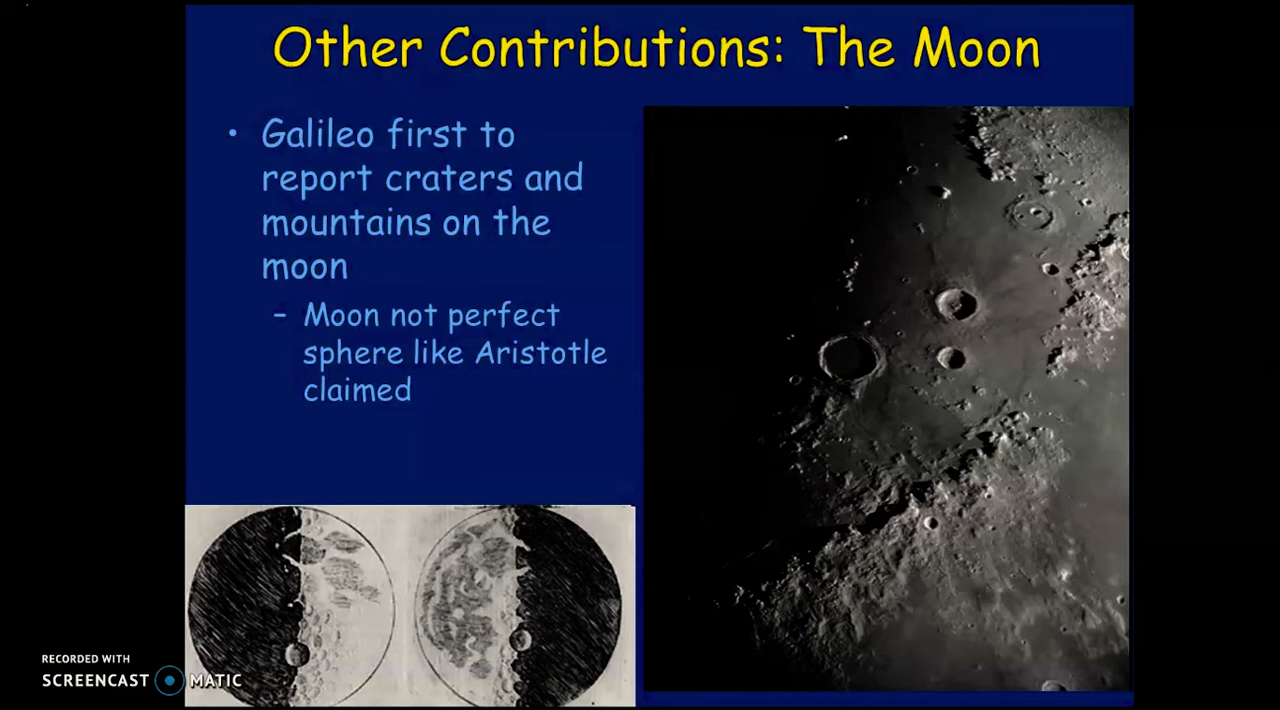 Other Contributions: The Moon
• Galileo first to
report craters and
mountains on the
moon
– Moon not perfect
sphere like Aristotle
claimed
RECORDED WITH
SCREENCAST MATIC